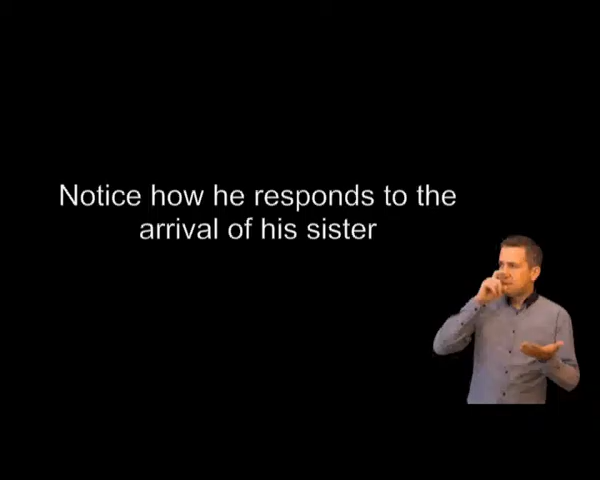 Notice how he responds to the
arrival of his sister